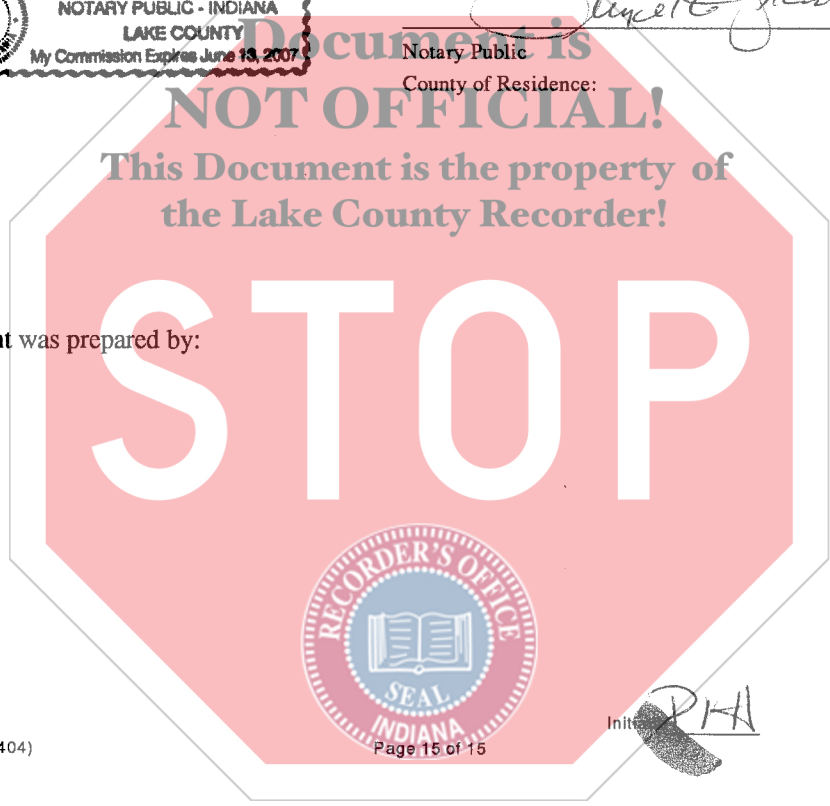 NOTARY PUBLIC - INDIANA
LAKE COUNTY
My Commission Expires June 13, 2007
Notary Public
County of Residence:
Document is
NOT OFFICIAL!
This Document is the property of
the Lake County Recorder!
was prepared by:
STOP
RECORDER'S OFFICE
SEAL
INDIANA
PHA
404)
Page 15 of 15